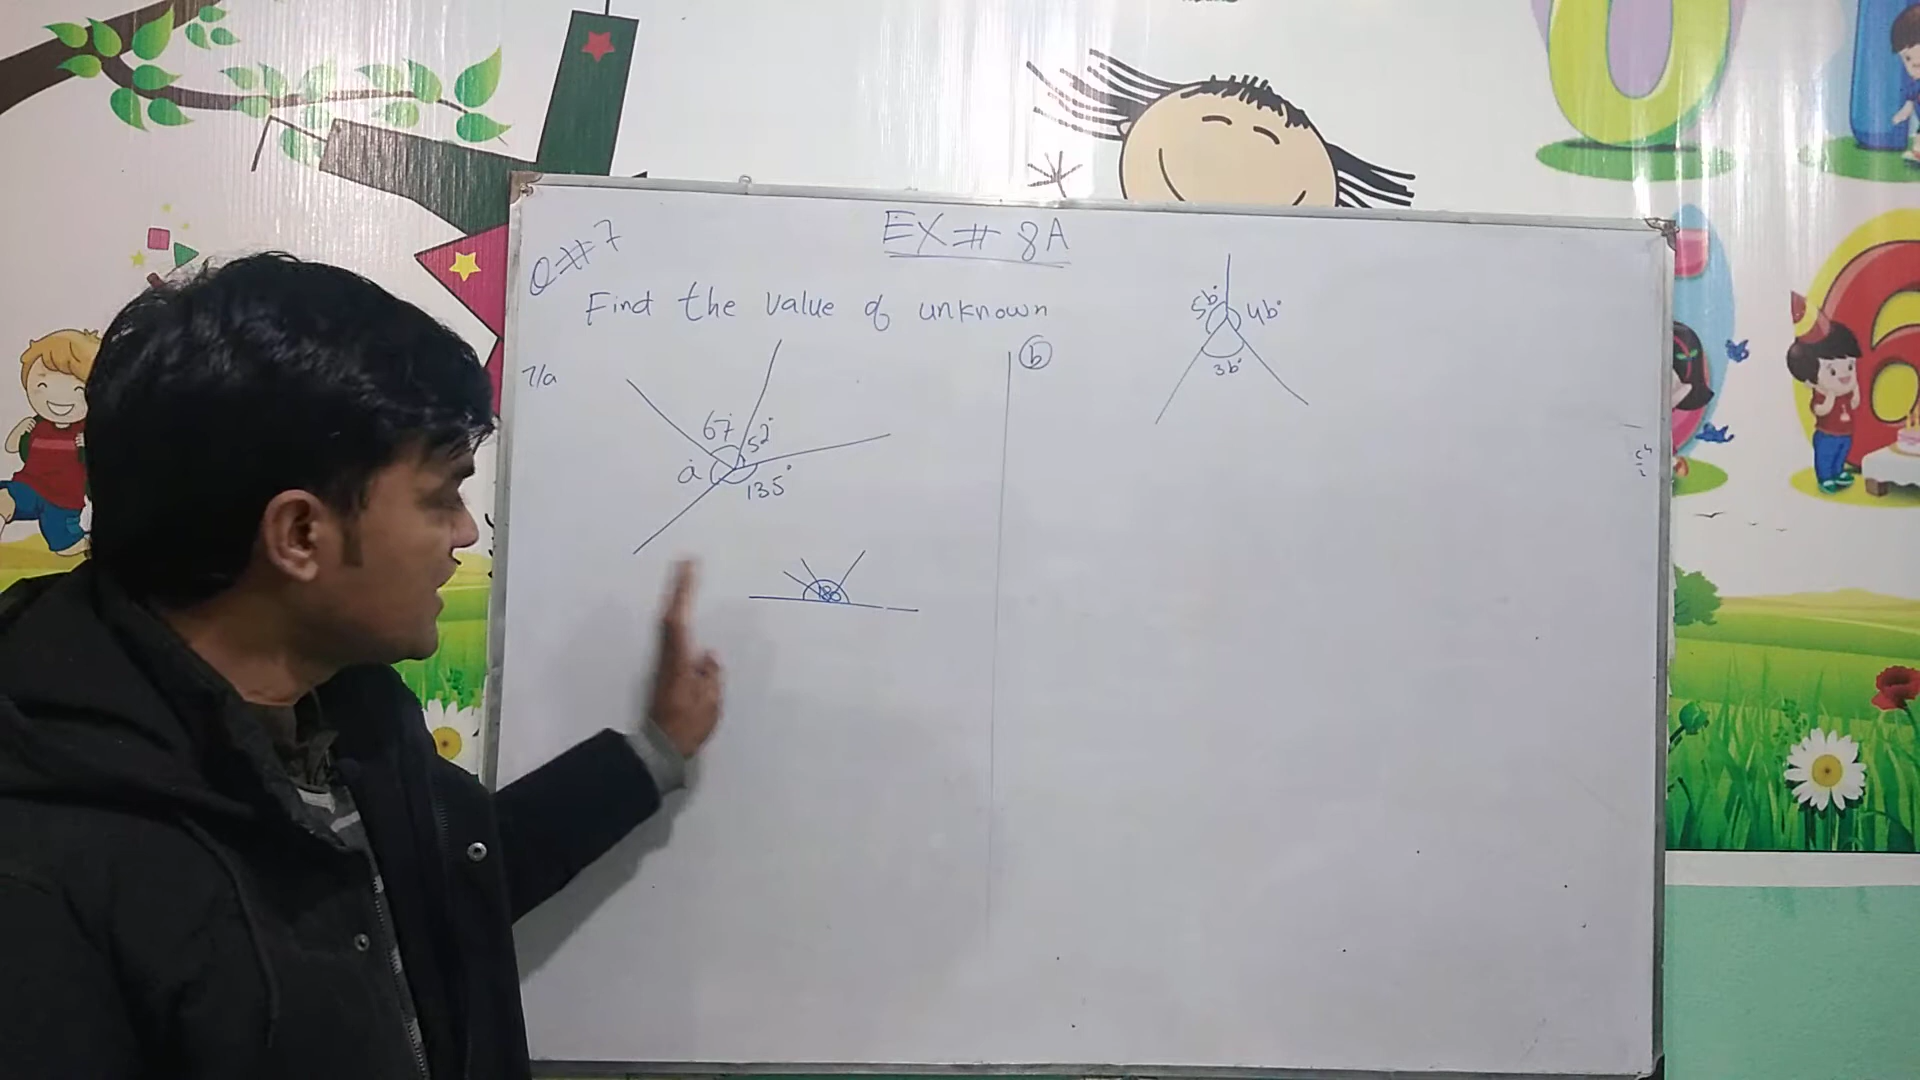 EX # 8A
Q # 7
Find the value of unknown
7/a
67°
52°
a°
135°
180
b
5b°
4b°
3b°